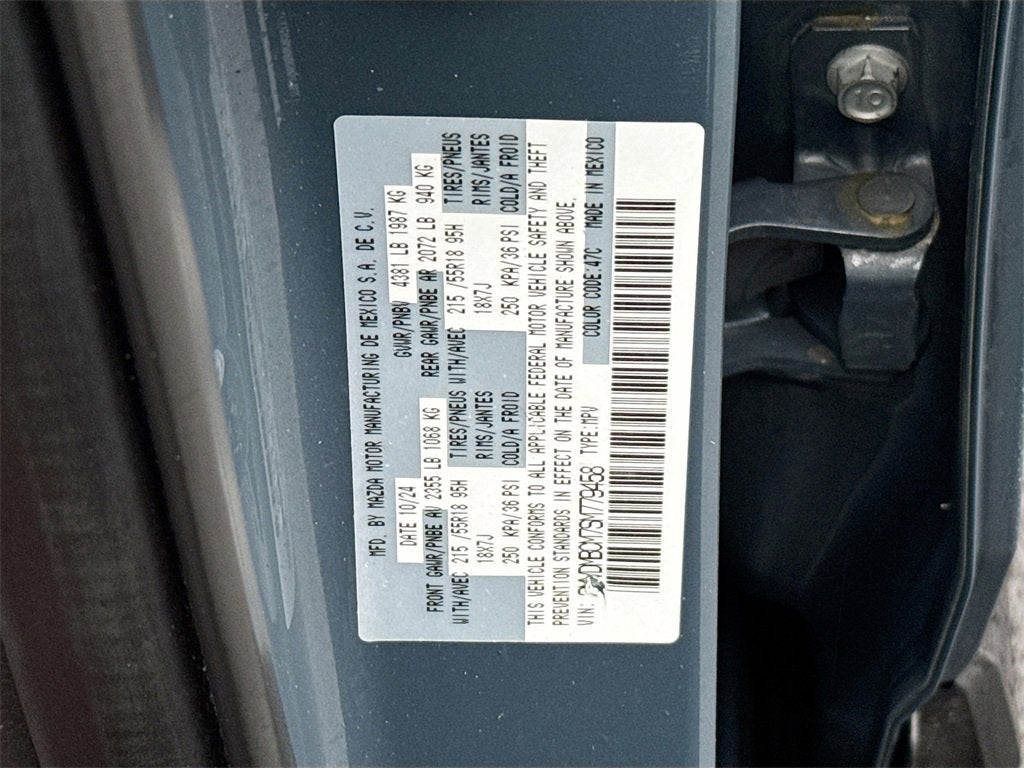 MFD. BY MAZDA MOTOR MANUFACTURING DE MEXICO S.A. DE C.V.
DATE 10/24 GVWR/PNBV 4381 LB 1987 KG
FRONT GAWR/PNBE AV 2355 LB 1068 KG REAR GAWR/PNBE AR 2072 LB 940 KG
WITH/AVEC 215 /55R18 95H TIRES/PNEUS WITH/AVEC 215 /55R18 95H TIRES/PNEUS
18X7J RIMS/JANTES 18X7J RIMS/JANTES
250 KPA/36 PSI COLD/A FROID 250 KPA/36 PSI COLD/A FROID
THIS VEHICLE CONFORMS TO ALL APPLICABLE FEDERAL MOTOR VEHICLE SAFETY AND THEFT
PREVENTION STANDARDS IN EFFECT ON THE DATE OF MANUFACTURE SHOWN ABOVE.
VIN: DMBCM7SM779458 TYPE:MPV COLOR CODE:47C MADE IN MEXICO
10